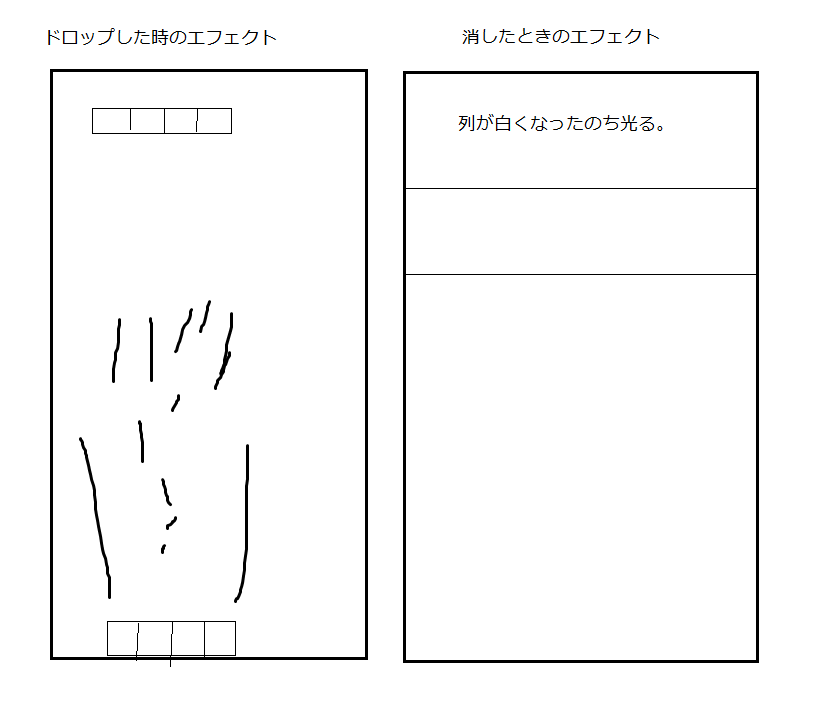 ドロップした時のエフェクト
消したときのエフェクト
列が白くなったのち光る。